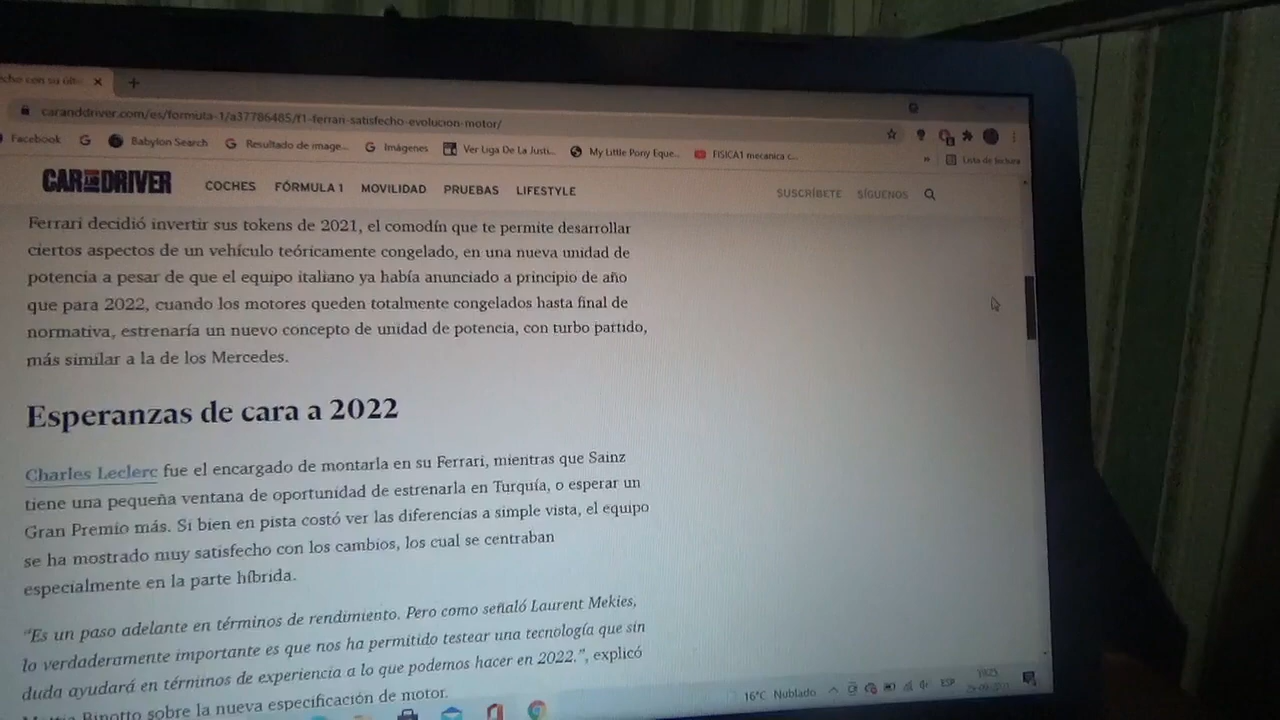 echo con su últ
caranddriver.com/es/formula-1/a37786485/f1-ferrari-satisfecho-evolucion-motor/
Facebook Babylon Search Resultado de image... Imágenes Ver Liga De La Justi... My Little Pony Eque... FISICA1 mecanica c... » Lista de lectura
CAR AND DRIVER COCHES FÓRMULA 1 MOVILIDAD PRUEBAS LIFESTYLE SUSCRÍBETE SÍGUENOS
Ferrari decidió invertir sus tokens de 2021, el comodín que te permite desarrollar
ciertos aspectos de un vehículo teóricamente congelado, en una nueva unidad de
potencia a pesar de que el equipo italiano ya había anunciado a principio de año
que para 2022, cuando los motores queden totalmente congelados hasta final de
normativa, estrenaría un nuevo concepto de unidad de potencia, con turbo partido,
más similar a la de los Mercedes.
Esperanzas de cara a 2022
Charles Leclerc fue el encargado de montarla en su Ferrari, mientras que Sainz
tiene una pequeña ventana de oportunidad de estrenarla en Turquía, o esperar un
Gran Premio más. Si bien en pista costó ver las diferencias a simple vista, el equipo
se ha mostrado muy satisfecho con los cambios, los cual se centraban
especialmente en la parte híbrida.
"Es un paso adelante en términos de rendimiento. Pero como señaló Laurent Mekies,
lo verdaderamente importante es que nos ha permitido testear una tecnología que sin
duda ayudará en términos de experiencia a lo que podemos hacer en 2022.", explicó
Binotto sobre la nueva especificación de motor.
16°C Nublado ESP